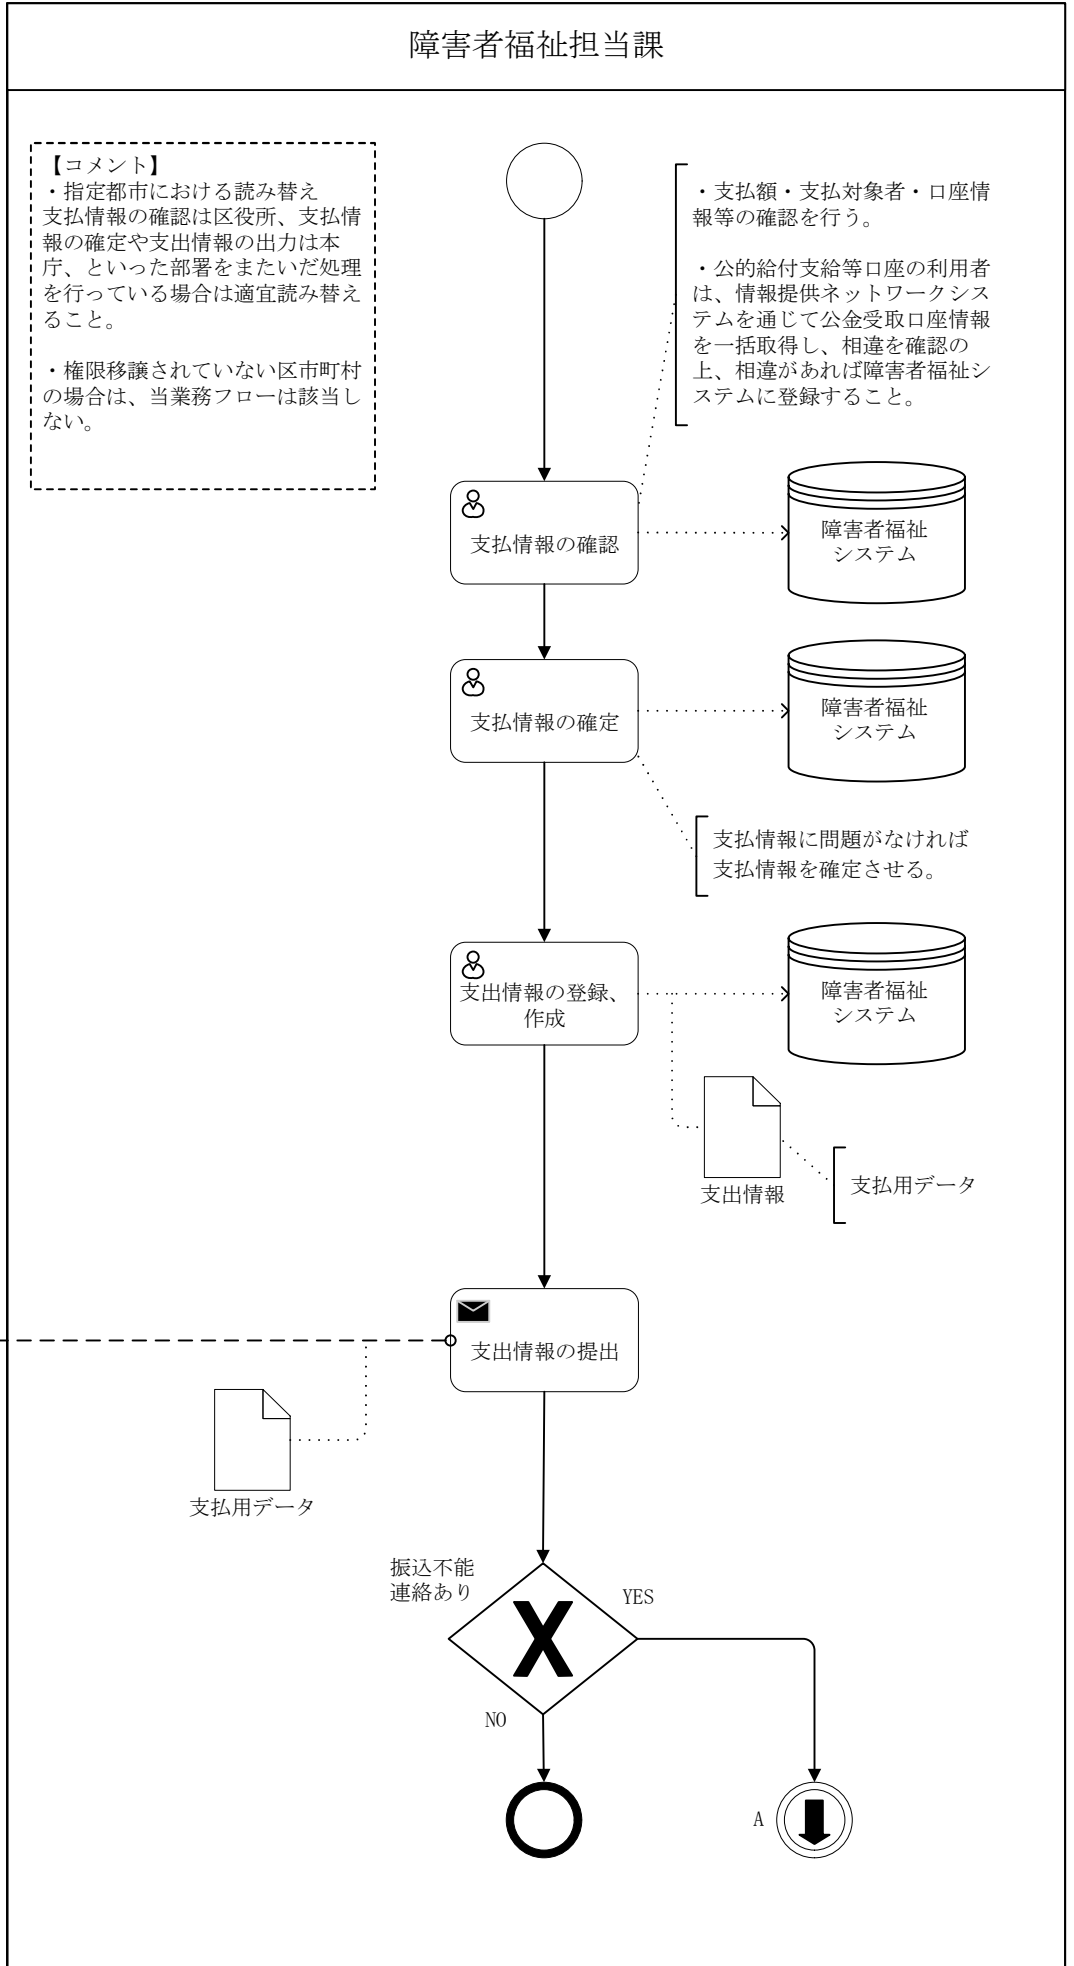 障害者福祉担当課
【コメント】
・指定都市における読み替え
支払情報の確認は区役所、支払情
報の確定や支出情報の出力は本
庁、といった部署をまたいだ処理
を行っている場合は適宜読み替え
ること。
・権限移譲されていない区市町村
の場合は、当業務フローは該当し
ない。
・支払額・支払対象者・口座情
報等の確認を行う。
・公的給付支給等口座の利用者
は、情報提供ネットワークシス
テムを通じて公金受取口座情報
を一括取得し、相違を確認の
上、相違があれば障害者福祉シ
ステムに登録すること。
支払情報の確認
障害者福祉
システム
支払情報の確定
障害者福祉
システム
支払情報に問題がなければ
支払情報を確定させる。
支出情報の登録、
作成
障害者福祉
システム
支出情報
支払用データ
支出情報の提出
支払用データ
振込不能
連絡あり
YES
NO
A